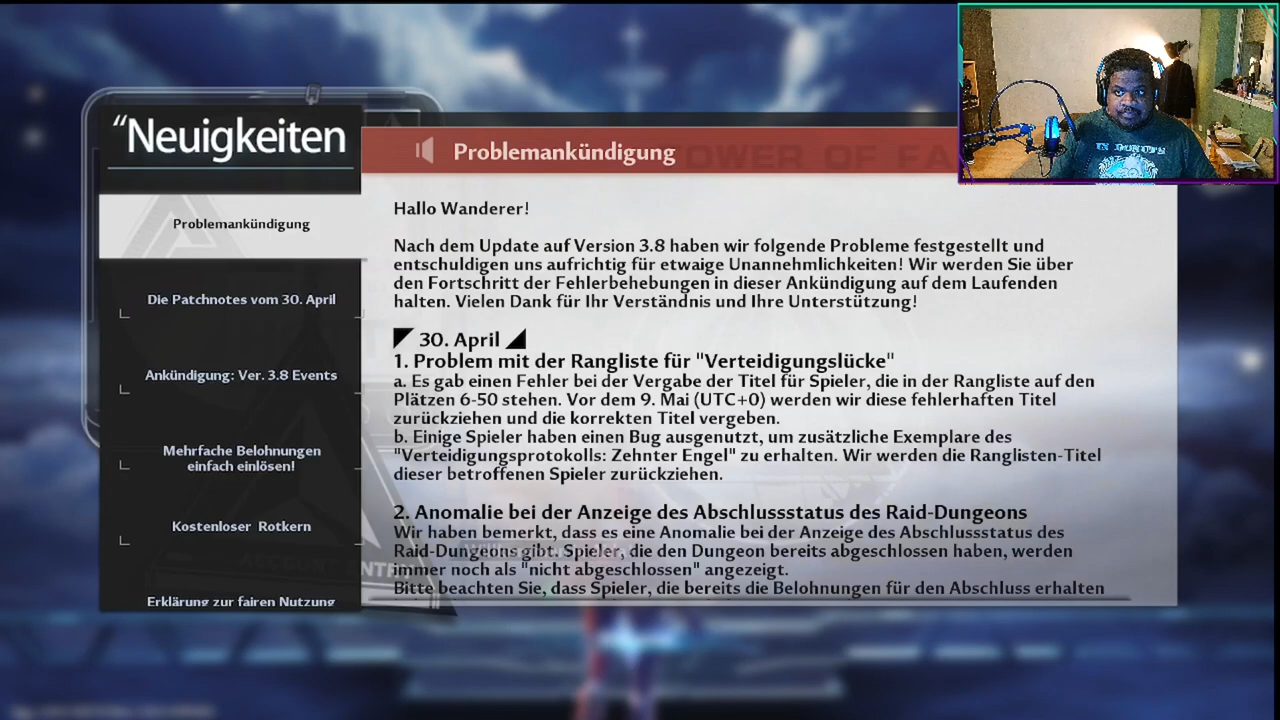 “Neuigkeiten
Problemankündigung
Die Patchnotes vom 30. April
Ankündigung: Ver. 3.8 Events
Mehrfache Belohnungen
einfach einlösen!
Kostenloser Rotkern
Erklärung zur fairen Nutzung
Problemankündigung
Hallo Wanderer!
Nach dem Update auf Version 3.8 haben wir folgende Probleme festgestellt und
entschuldigen uns aufrichtig für etwaige Unannehmlichkeiten! Wir werden Sie über
den Fortschritt der Fehlerbehebungen in dieser Ankündigung auf dem Laufenden
halten. Vielen Dank für Ihr Verständnis und Ihre Unterstützung!
30. April
1. Problem mit der Rangliste für "Verteidigungslücke"
a. Es gab einen Fehler bei der Vergabe der Titel für Spieler, die in der Rangliste auf den
Plätzen 6-50 stehen. Vor dem 9. Mai (UTC+0) werden wir diese fehlerhaften Titel
zurückziehen und die korrekten Titel vergeben.
b. Einige Spieler haben einen Bug ausgenutzt, um zusätzliche Exemplare des
"Verteidigungsprotokolls: Zehnter Engel" zu erhalten. Wir werden die Ranglisten-Titel
dieser betroffenen Spieler zurückziehen.
2. Anomalie bei der Anzeige des Abschlussstatus des Raid-Dungeons
Wir haben bemerkt, dass es eine Anomalie bei der Anzeige des Abschlussstatus des
Raid-Dungeons gibt. Spieler, die den Dungeon bereits abgeschlossen haben, werden
immer noch als "nicht abgeschlossen" angezeigt.
Bitte beachten Sie, dass Spieler, die bereits die Belohnungen für den Abschluss erhalten